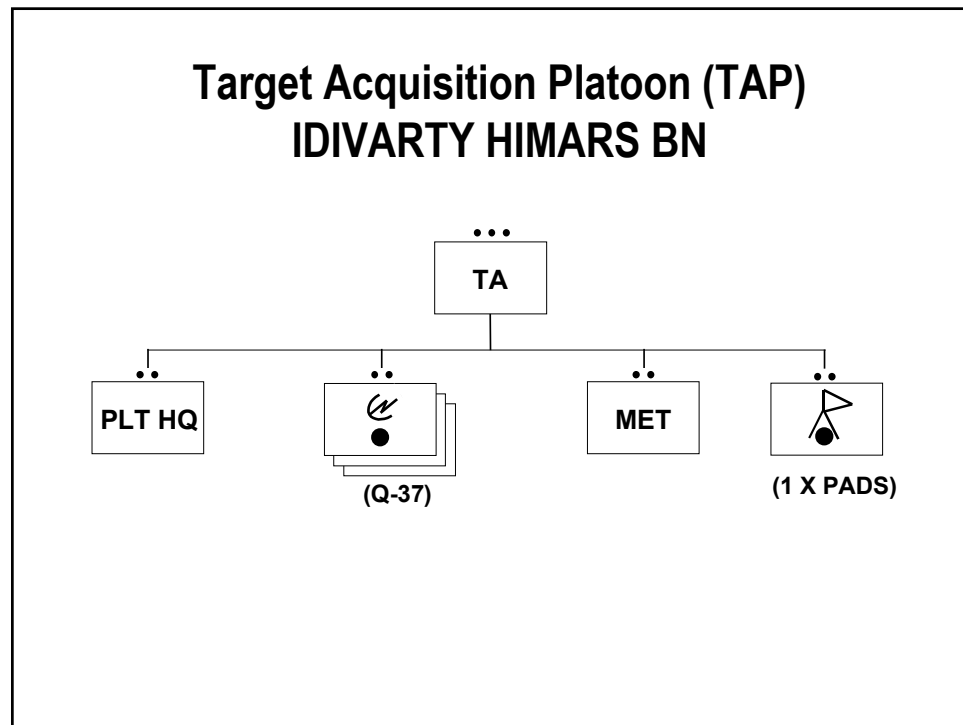 Target Acquisition Platoon (TAP)
IDIVARTY HIMARS BN
TA
PLT HQ
MET
(Q-37)
(1 X PADS)